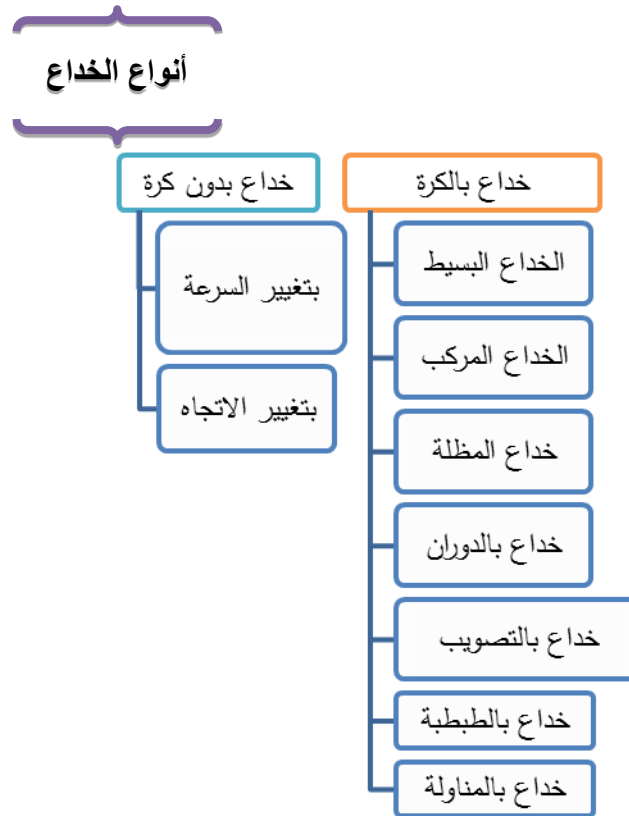 أنواع الخداع
خداع بالكرة
الخداع البسيط
الخداع المركب
خداع المظلة
خداع بالدوران
خداع بالتصويب
خداع بالطبطبة
خداع بالمناولة
خداع بدون كرة
بتغيير السرعة
بتغيير الاتجاه